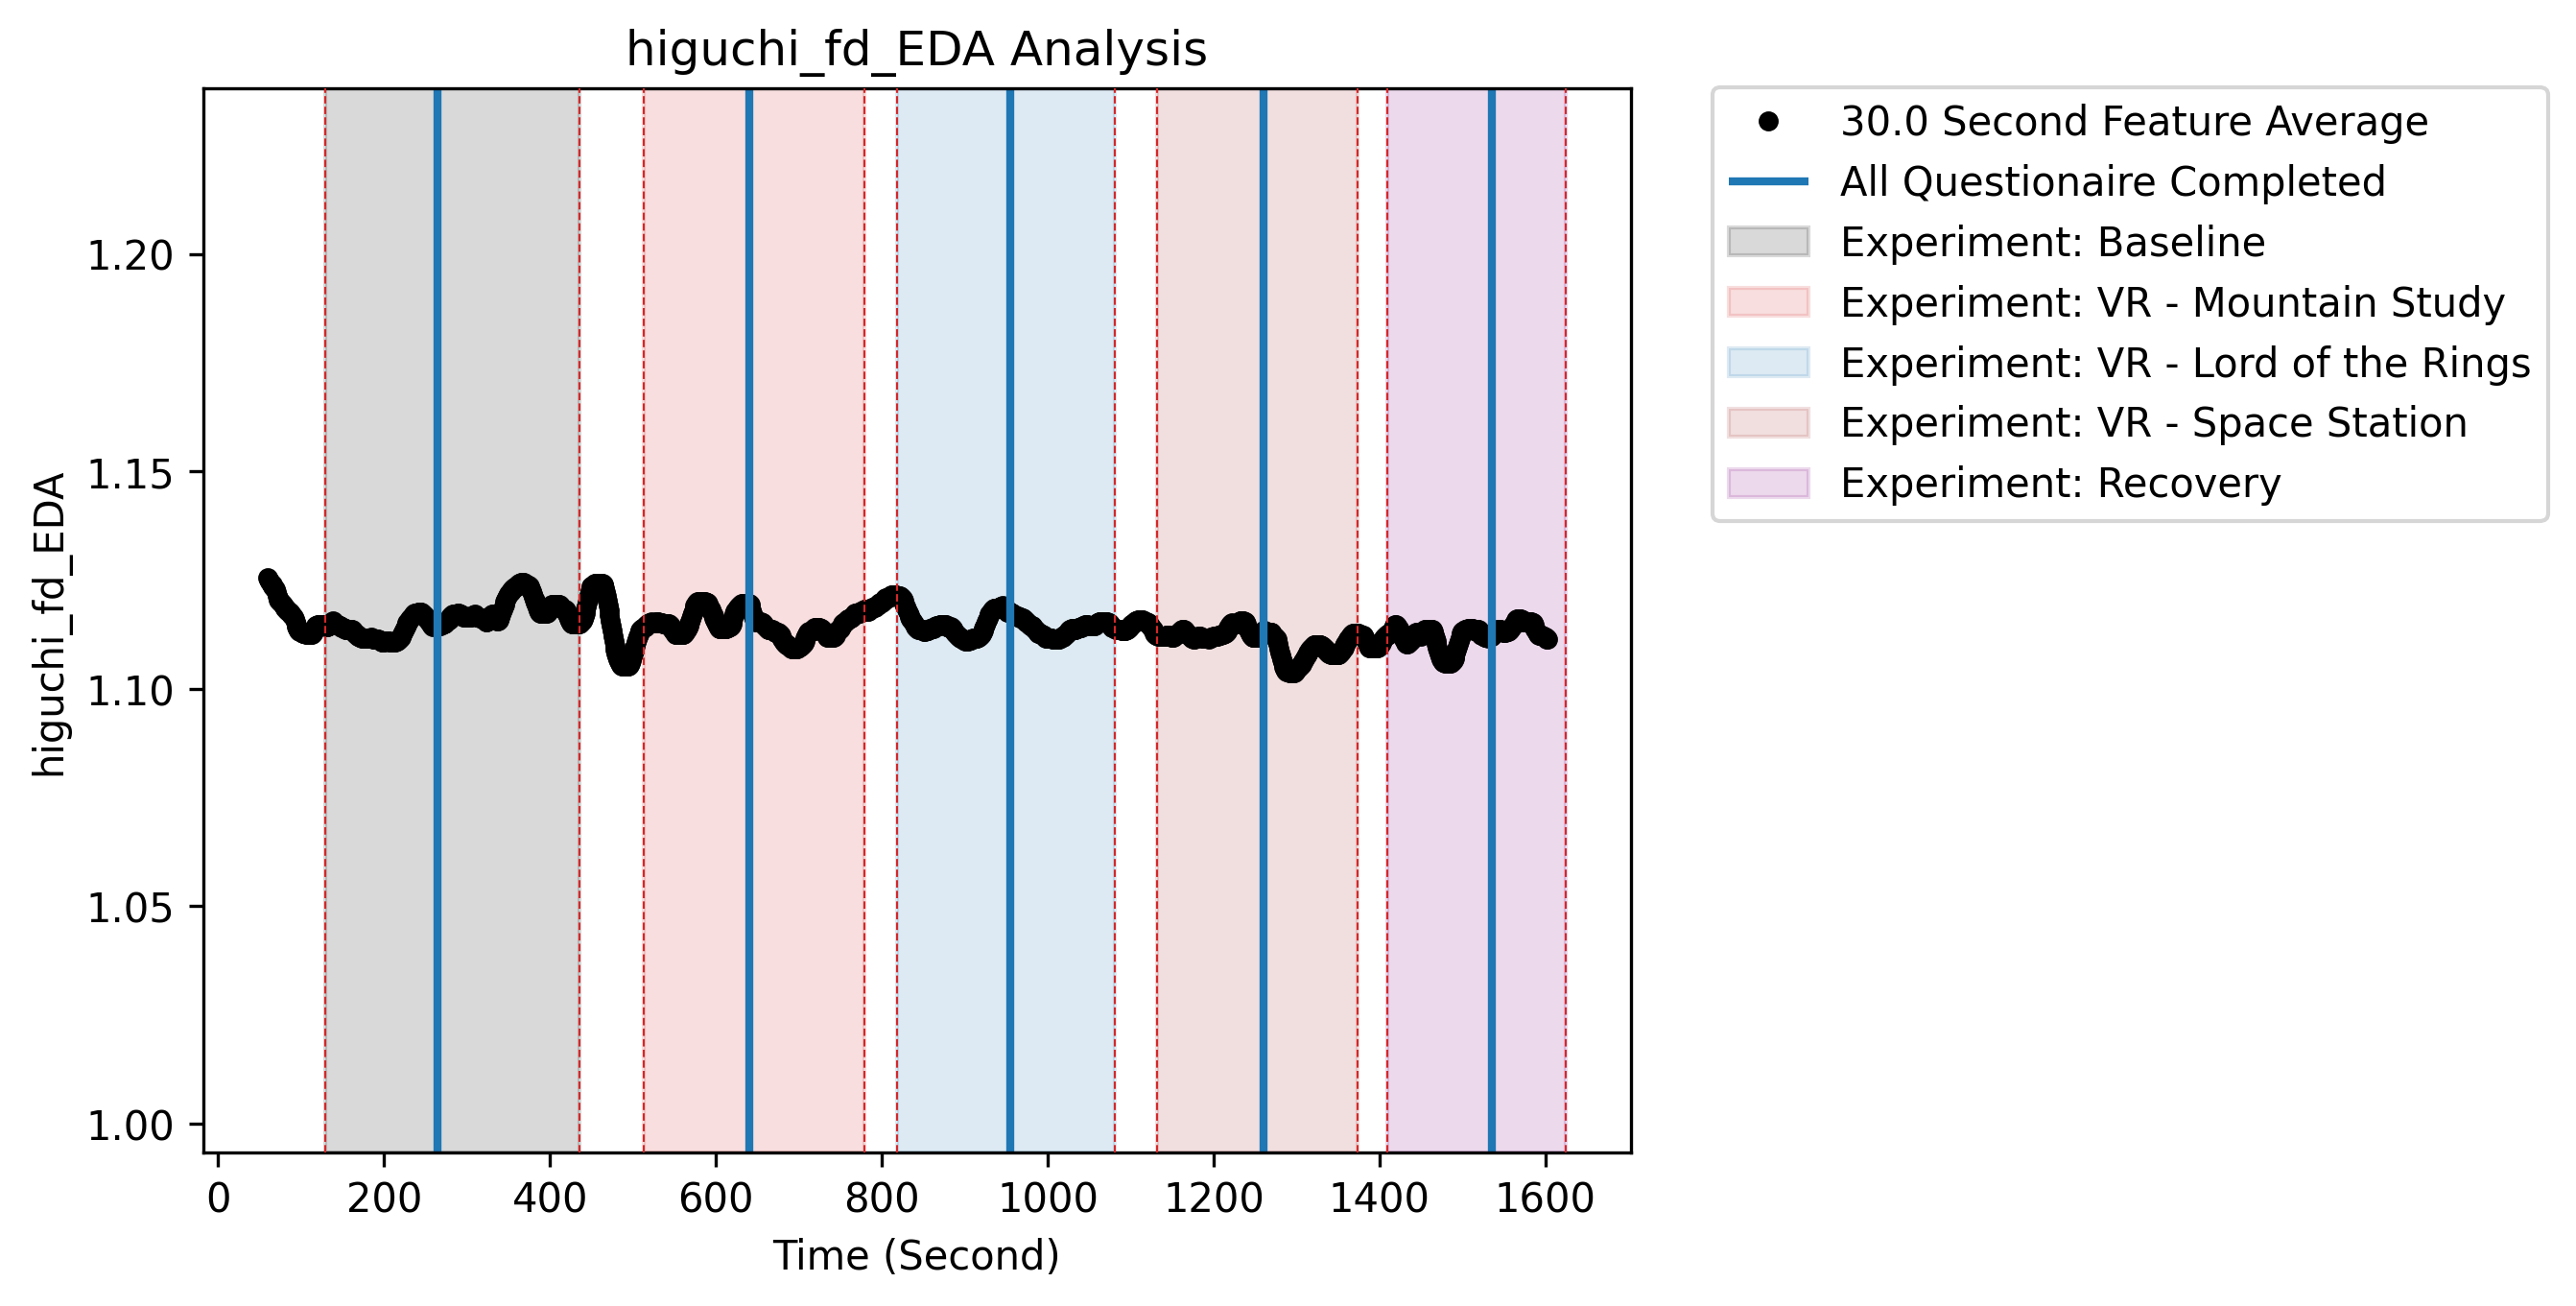 higuchi_fd_EDA Analysis
30.0 Second Feature Average
All Questionaire Completed
Experiment: Baseline
Experiment: VR - Mountain Study
Experiment: VR - Lord of the Rings
Experiment: VR - Space Station
Experiment: Recovery
higuchi_fd_EDA
1.20
1.15
1.10
1.05
1.00
0 200 400 600 800 1000 1200 1400 1600
Time (Second)